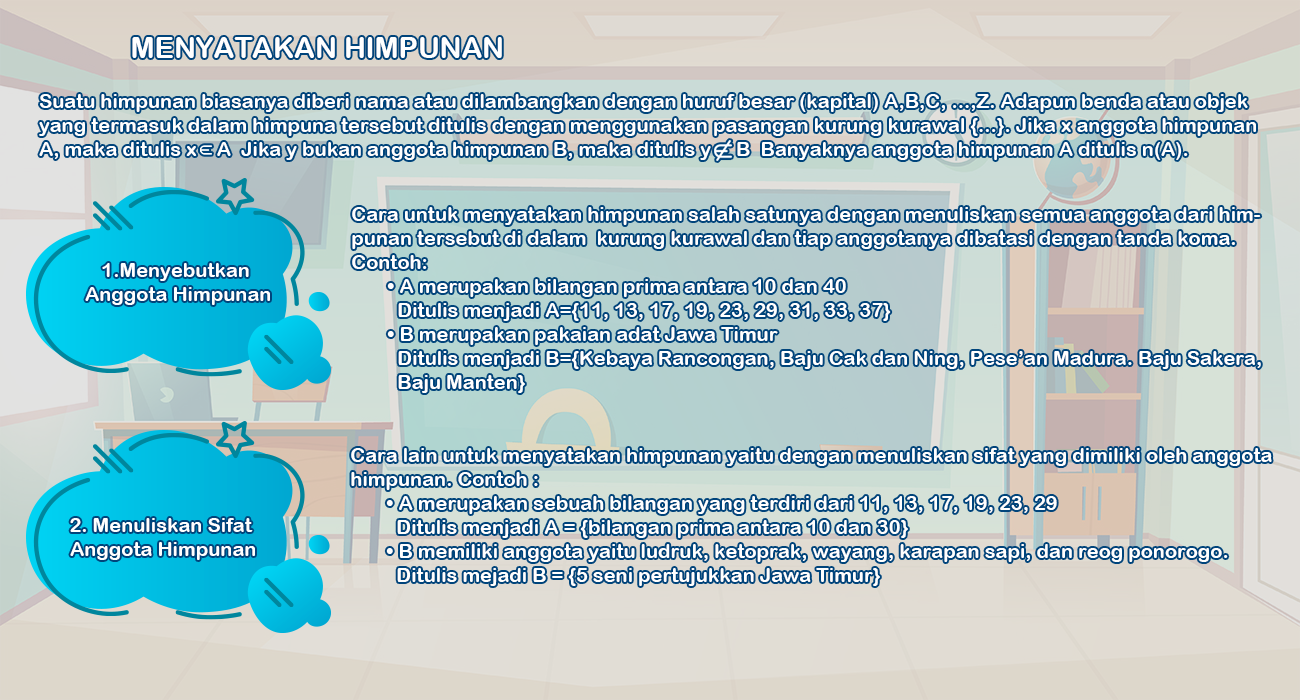 MENYATAKAN HIMPUNAN
Suatu himpunan biasanya diberi nama atau dilambangkan dengan huruf besar (kapital) A,B,C, ...,Z. Adapun benda atau objek
yang termasuk dalam himpuna tersebut ditulis dengan menggunakan pasangan kurung kurawal {...}. Jika x anggota himpunan
A, maka ditulis x∈ A Jika y bukan anggota himpunan B, maka ditulis y∉ B Banyaknya anggota himpunan A ditulis n(A).
1.Menyebutkan
Anggota Himpunan
Cara untuk menyatakan himpunan salah satunya dengan menuliskan semua anggota dari him-
punan tersebut di dalam kurung kurawal dan tiap anggotanya dibatasi dengan tanda koma.
Contoh:
• A merupakan bilangan prima antara 10 dan 40
Ditulis menjadi A={11, 13, 17, 19, 23, 29, 31, 33, 37}
• B merupakan pakaian adat Jawa Timur
Ditulis menjadi B={Kebaya Rancongan, Baju Cak dan Ning, Pese'an Madura. Baju Sakera,
Baju Manten}
2. Menuliskan Sifat
Anggota Himpunan
Cara lain untuk menyatakan himpunan yaitu dengan menuliskan sifat yang dimiliki oleh anggota
himpunan. Contoh :
• A merupakan sebuah bilangan yang terdiri dari 11, 13, 17, 19, 23, 29
Ditulis menjadi A = {bilangan prima antara 10 dan 30}
• B memiliki anggota yaitu ludruk, ketoprak, wayang, karapan sapi, dan reog ponorogo.
Ditulis mejadi B = {5 seni pertujukkan Jawa Timur}